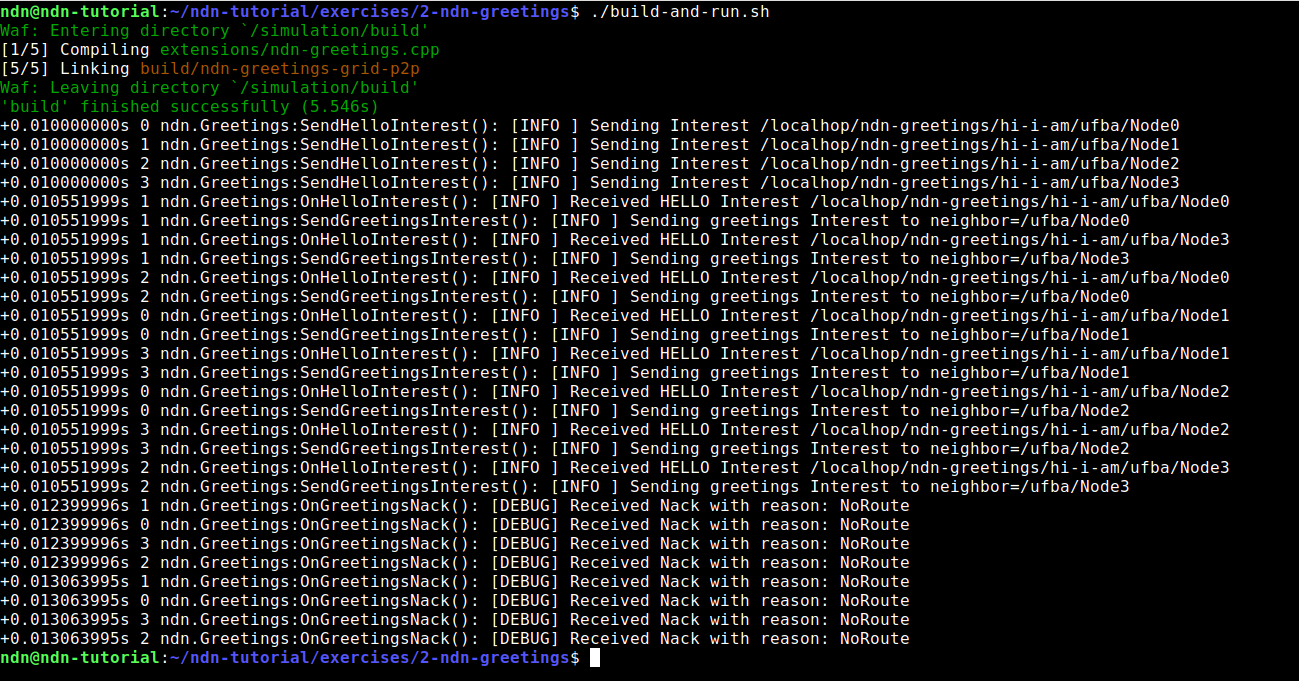 ndn@ndn-tutorial:~/ndn-tutorial/exercises/2-ndn-greetings$ ./build-and-run.sh
Waf: Entering directory `/simulation/build'
[1/5] Compiling extensions/ndn-greetings.cpp
[5/5] Linking build/ndn-greetings-grid-p2p
Waf: Leaving directory `/simulation/build'
'build' finished successfully (5.546s)
+0.010000000s 0 ndn.Greetings:SendHelloInterest(): [INFO ] Sending Interest /localhop/ndn-greetings/hi-i-am/ufba/Node0
+0.010000000s 1 ndn.Greetings:SendHelloInterest(): [INFO ] Sending Interest /localhop/ndn-greetings/hi-i-am/ufba/Node1
+0.010000000s 2 ndn.Greetings:SendHelloInterest(): [INFO ] Sending Interest /localhop/ndn-greetings/hi-i-am/ufba/Node2
+0.010000000s 3 ndn.Greetings:SendHelloInterest(): [INFO ] Sending Interest /localhop/ndn-greetings/hi-i-am/ufba/Node3
+0.010551999s 1 ndn.Greetings:OnHelloInterest(): [INFO ] Received HELLO Interest /localhop/ndn-greetings/hi-i-am/ufba/Node0
+0.010551999s 1 ndn.Greetings:SendGreetingsInterest(): [INFO ] Sending greetings Interest to neighbor=/ufba/Node0
+0.010551999s 1 ndn.Greetings:OnHelloInterest(): [INFO ] Received HELLO Interest /localhop/ndn-greetings/hi-i-am/ufba/Node3
+0.010551999s 1 ndn.Greetings:SendGreetingsInterest(): [INFO ] Sending greetings Interest to neighbor=/ufba/Node3
+0.010551999s 2 ndn.Greetings:OnHelloInterest(): [INFO ] Received HELLO Interest /localhop/ndn-greetings/hi-i-am/ufba/Node0
+0.010551999s 2 ndn.Greetings:SendGreetingsInterest(): [INFO ] Sending greetings Interest to neighbor=/ufba/Node0
+0.010551999s 0 ndn.Greetings:OnHelloInterest(): [INFO ] Received HELLO Interest /localhop/ndn-greetings/hi-i-am/ufba/Node1
+0.010551999s 0 ndn.Greetings:SendGreetingsInterest(): [INFO ] Sending greetings Interest to neighbor=/ufba/Node1
+0.010551999s 3 ndn.Greetings:OnHelloInterest(): [INFO ] Received HELLO Interest /localhop/ndn-greetings/hi-i-am/ufba/Node1
+0.010551999s 3 ndn.Greetings:SendGreetingsInterest(): [INFO ] Sending greetings Interest to neighbor=/ufba/Node1
+0.010551999s 0 ndn.Greetings:OnHelloInterest(): [INFO ] Received HELLO Interest /localhop/ndn-greetings/hi-i-am/ufba/Node2
+0.010551999s 0 ndn.Greetings:SendGreetingsInterest(): [INFO ] Sending greetings Interest to neighbor=/ufba/Node2
+0.010551999s 3 ndn.Greetings:OnHelloInterest(): [INFO ] Received HELLO Interest /localhop/ndn-greetings/hi-i-am/ufba/Node2
+0.010551999s 3 ndn.Greetings:SendGreetingsInterest(): [INFO ] Sending greetings Interest to neighbor=/ufba/Node2
+0.010551999s 2 ndn.Greetings:OnHelloInterest(): [INFO ] Received HELLO Interest /localhop/ndn-greetings/hi-i-am/ufba/Node3
+0.010551999s 2 ndn.Greetings:SendGreetingsInterest(): [INFO ] Sending greetings Interest to neighbor=/ufba/Node3
+0.012399996s 1 ndn.Greetings:OnGreetingsNack(): [DEBUG] Received Nack with reason: NoRoute
+0.012399996s 0 ndn.Greetings:OnGreetingsNack(): [DEBUG] Received Nack with reason: NoRoute
+0.012399996s 3 ndn.Greetings:OnGreetingsNack(): [DEBUG] Received Nack with reason: NoRoute
+0.012399996s 2 ndn.Greetings:OnGreetingsNack(): [DEBUG] Received Nack with reason: NoRoute
+0.013063995s 1 ndn.Greetings:OnGreetingsNack(): [DEBUG] Received Nack with reason: NoRoute
+0.013063995s 0 ndn.Greetings:OnGreetingsNack(): [DEBUG] Received Nack with reason: NoRoute
+0.013063995s 3 ndn.Greetings:OnGreetingsNack(): [DEBUG] Received Nack with reason: NoRoute
+0.013063995s 2 ndn.Greetings:OnGreetingsNack(): [DEBUG] Received Nack with reason: NoRoute
ndn@ndn-tutorial:~/ndn-tutorial/exercises/2-ndn-greetings$